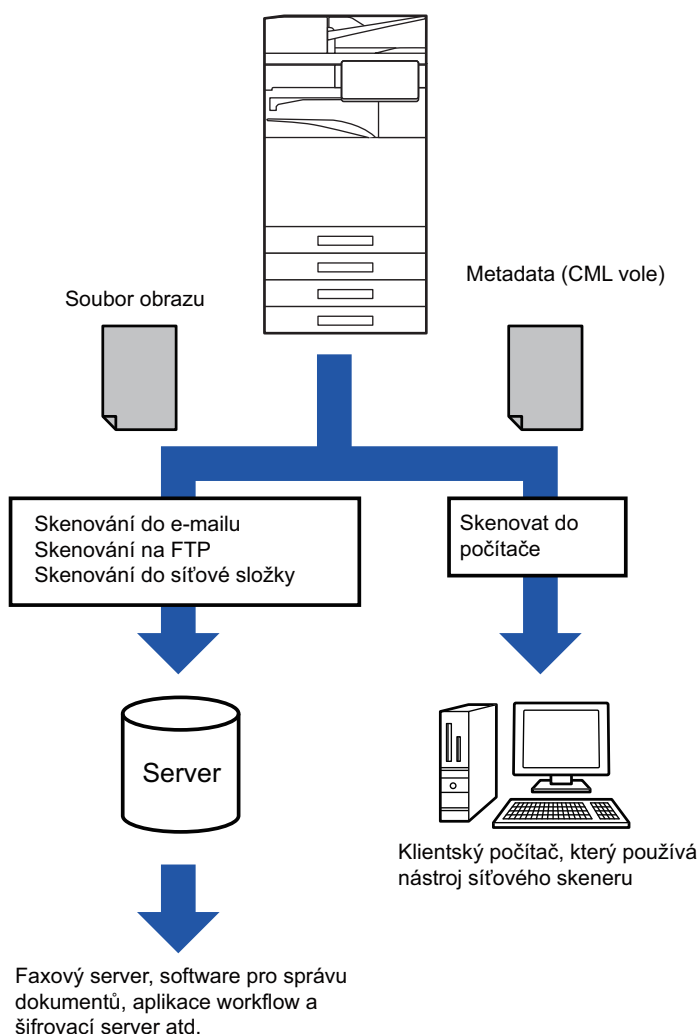 Soubor obrazu
Metadata (CML vole)
Skenování do e-mailu
Skenování na FTP
Skenování do síťové složky
Skenovat do
počítače
Server
Klientský počítač, který používá
nástroj síťového skeneru
Faxový server, software pro správu
dokumentů, aplikace workflow a
šifrovací server atd.